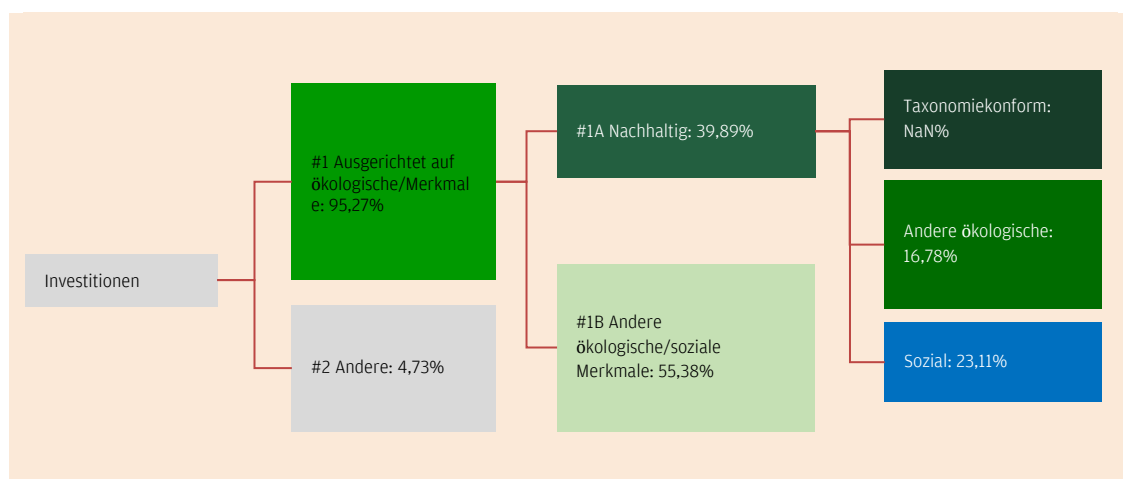 Investitionen
#1 Ausgerichtet auf
ökologische/Merkmal
e: 95,27%
#2 Andere: 4,73%
#1A Nachhaltig: 39,89%
#1B Andere
ökologische/soziale
Merkmale: 55,38%
Taxonomiekonform:
NaN%
Andere ökologische:
16,78%
Sozial: 23,11%